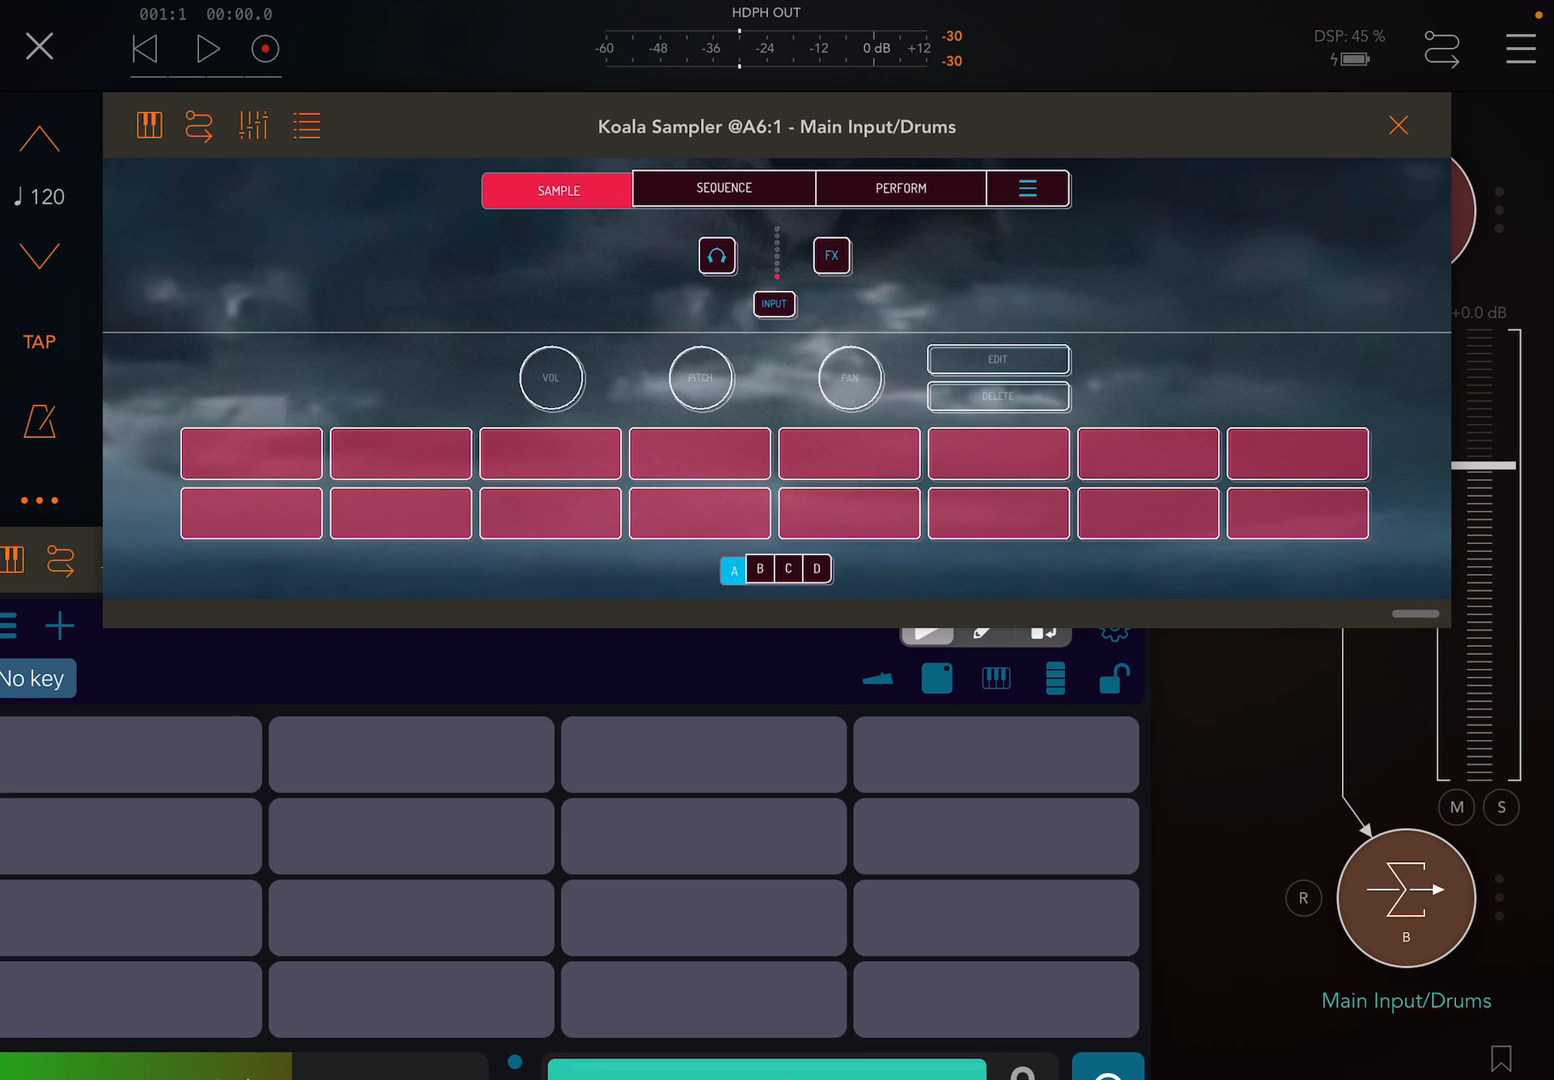 001:1 00:00.0
HDPH OUT
-60 -48 -36 -24 -12 0 dB +12
-30
-30
DSP: 45 %
Koala Sampler @A6:1 - Main Input/Drums
120
TAP
SAMPLE SEQUENCE PERFORM
FX
INPUT
VOL PITCH PAN EDIT
DELETE
A B C D
+0.0 dB
No key
M S
R
B
Main Input/Drums